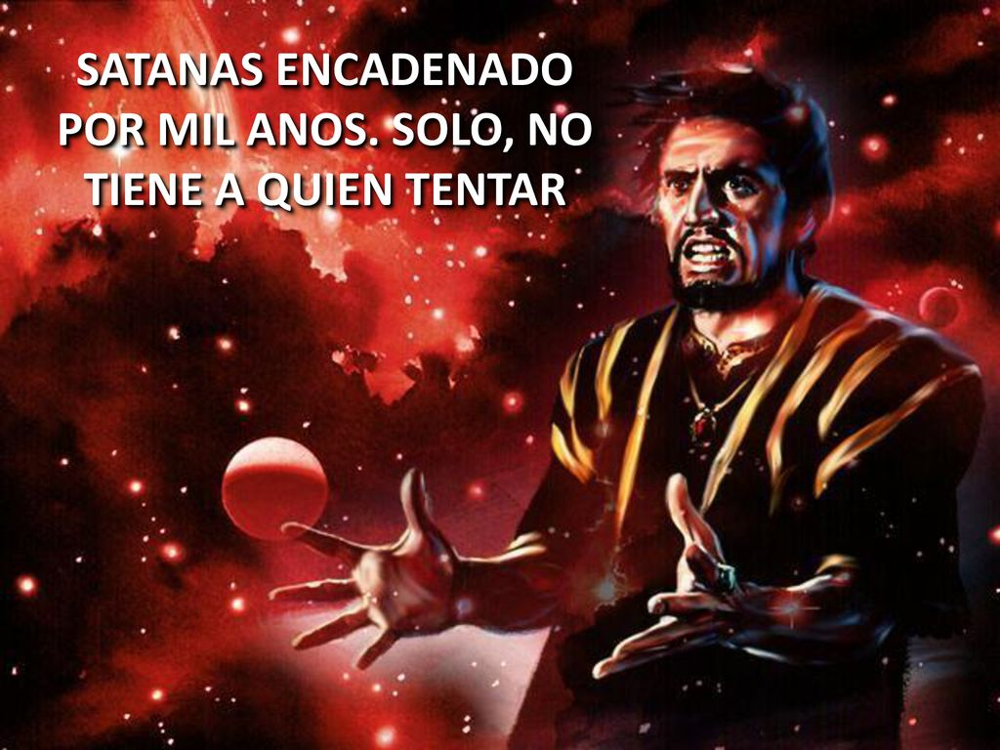 SATANAS ENCADENADO
POR MIL ANOS. SOLO, NO
TIENE A QUIEN TENTAR